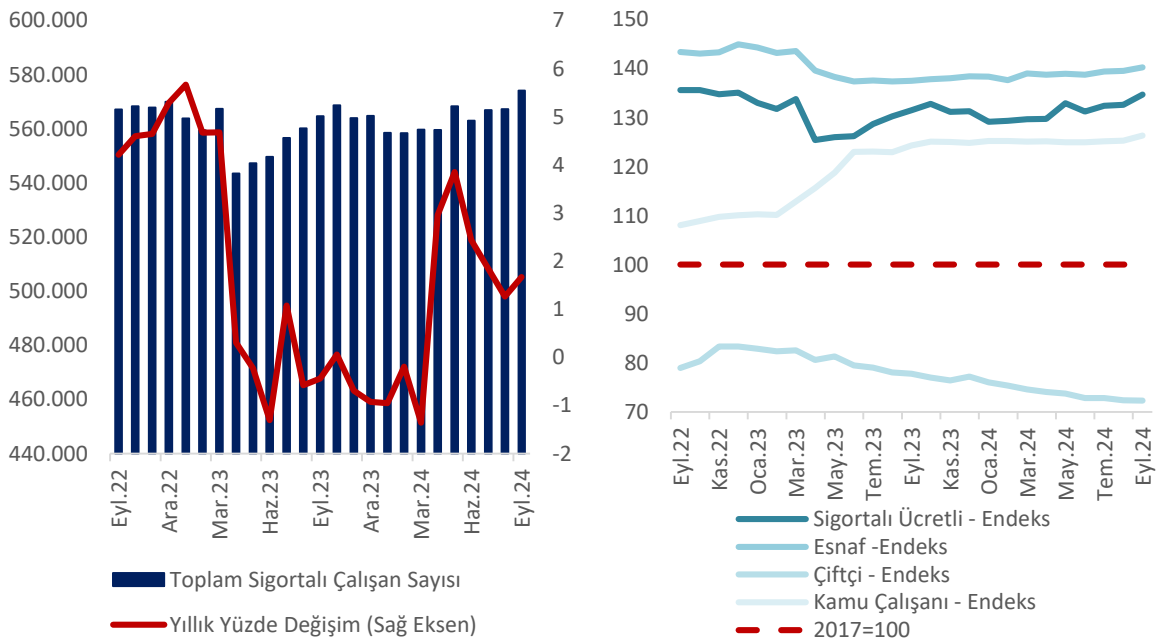 600.000
580.000
560.000
540.000
520.000
500.000
480.000
460.000
440.000
7
6
5
4
3
2
1
0
-1
-2
Eyl.22
Ara.22
Mar.23
Haz.23
Eyl.23
Ara.23
Mar.24
Haz.24
Eyl.24
Toplam Sigortalı Çalışan Sayısı
Yıllık Yüzde Değişim (Sağ Eksen)
150
140
130
120
110
100
90
80
70
Eyl.22
Kas.22
Oca.23
Mar.23
May.23
Tem.23
Eyl.23
Kas.23
Oca.24
Mar.24
May.24
Tem.24
Eyl.24
Sigortalı Ücretli - Endeks
Esnaf -Endeks
Çiftçi - Endeks
Kamu Çalışanı - Endeks
2017=100